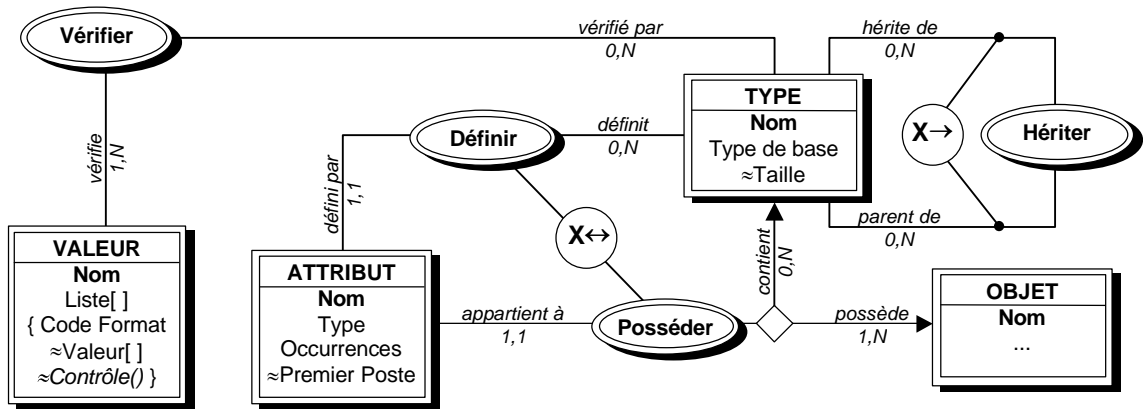 Vérifier
vérifié par
0,N
hérite de
0,N
TYPE
Nom
Type de base
≈Taille
X→
Hériter
parent de
0,N
Définir
définit
0,N
vérifie
1,N
défini par
1,1
X↔
contient
0,N
VALEUR
Nom
Liste[ ]
{ Code Format
≈Valeur[ ]
≈Contrôle() }
ATTRIBUT
Nom
Type
Occurrences
≈Premier Poste
appartient à
1,1
Posséder
possède
1,N
OBJET
Nom
...